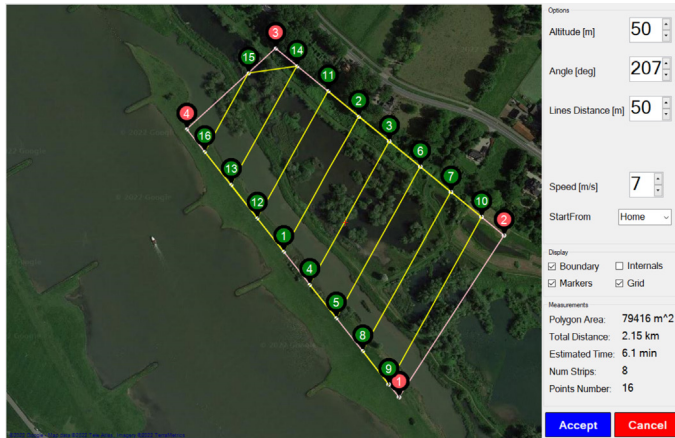 Options
Altitude [m] 50
Angle [deg] 207
Lines Distance [m] 50
Speed [m/s] 7
StartFrom Home
Display
Boundary Internals
Markers Grid
Measurements
Polygon Area: 79416 m^2
Total Distance: 2.15 km
Estimated Time: 6.1 min
Num Strips: 8
Points Number: 16
Accept Cancel
3
15 14
11
4 2
16 3
13 6
7
12 10
1 2
4
5
8
9 1